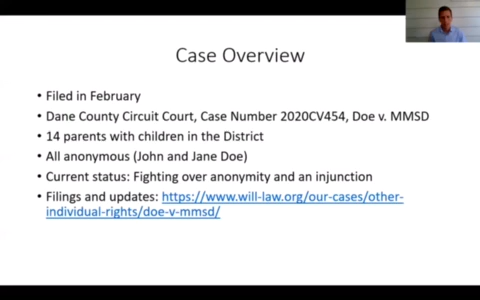 Case Overview
• Filed in February
• Dane County Circuit Court, Case Number 2020CV454, Doe v. MMSD
• 14 parents with children in the District
• All anonymous (John and Jane Doe)
• Current status: Fighting over anonymity and an injunction
• Filings and updates: https://www.will-law.org/our-cases/other-
individual-rights/doe-v-mmsd/